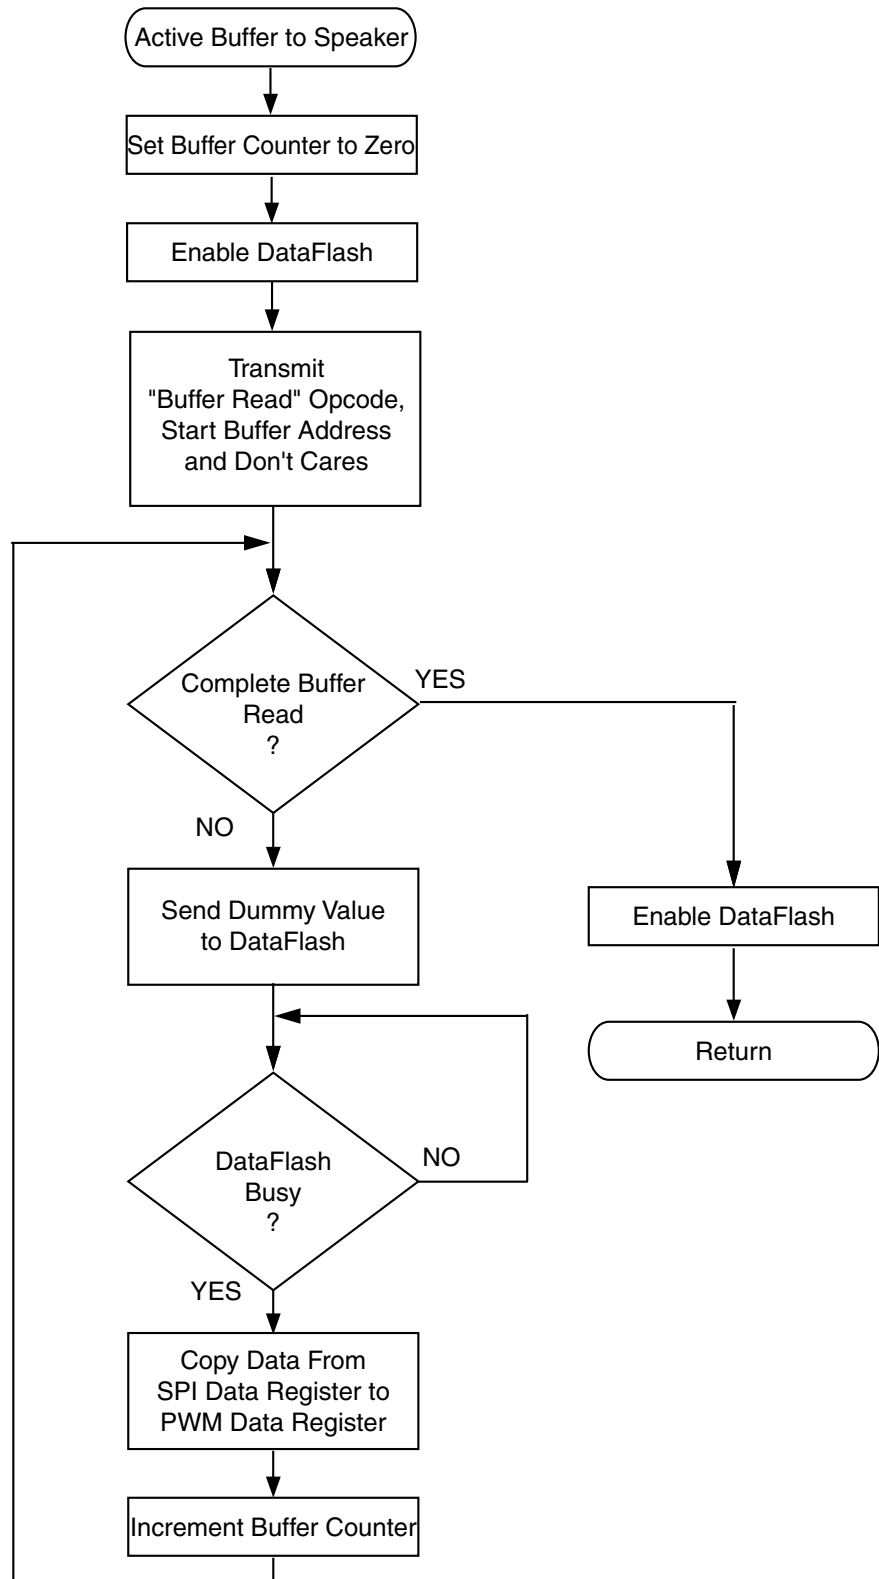 Active Buffer to Speaker
Set Buffer Counter to Zero
Enable DataFlash
Transmit
"Buffer Read" Opcode,
Start Buffer Address
and Don't Cares
Complete Buffer
Read
?
YES
NO
Send Dummy Value
to DataFlash
Enable DataFlash
Return
DataFlash
Busy
?
NO
YES
Copy Data From
SPI Data Register to
PWM Data Register
Increment Buffer Counter